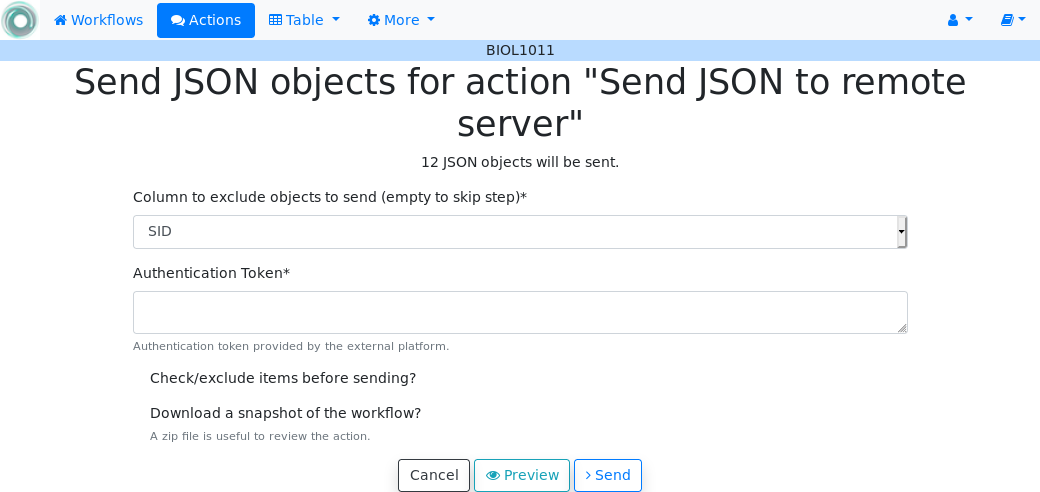 Workflows Actions Table More
BIOL1011
Send JSON objects for action "Send JSON to remote
server"
12 JSON objects will be sent.
Column to exclude objects to send (empty to skip step)*
SID
Authentication Token*
Authentication token provided by the external platform.
Check/exclude items before sending?
Download a snapshot of the workflow?
A zip file is useful to review the action.
Cancel Preview Send